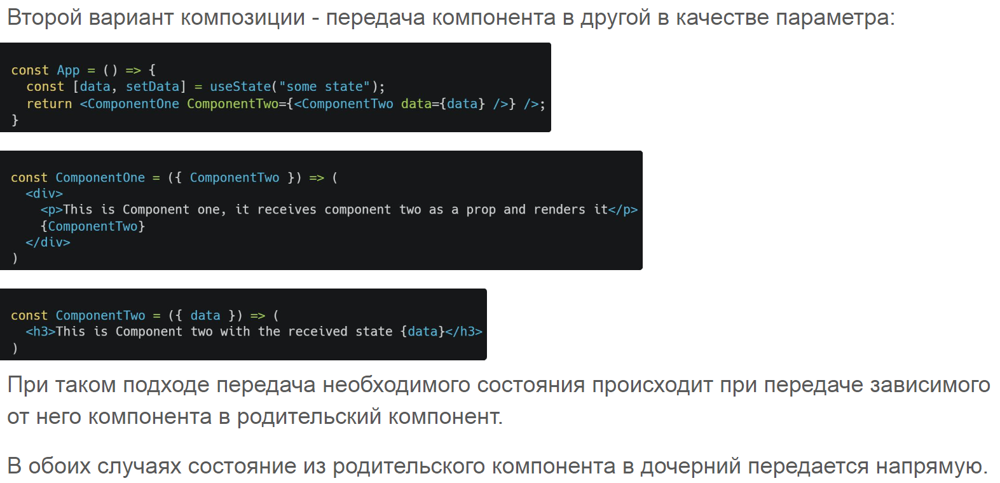 Второй вариант композиции - передача компонента в другой в качестве параметра:
const App = () => {
  const [data, setData] = useState("some state");
  return <ComponentOne ComponentTwo={<ComponentTwo data={data} />} />;
}
const ComponentOne = ({ ComponentTwo }) => (
  <div>
    <p>This is Component one, it receives component two as a prop and renders it</p>
    {ComponentTwo}
  </div>
)
const ComponentTwo = ({ data }) => (
  <h3>This is Component two with the received state {data}</h3>
)
При таком подходе передача необходимого состояния происходит при передаче зависимого
от него компонента в родительский компонент.
В обоих случаях состояние из родительского компонента в дочерний передается напрямую.